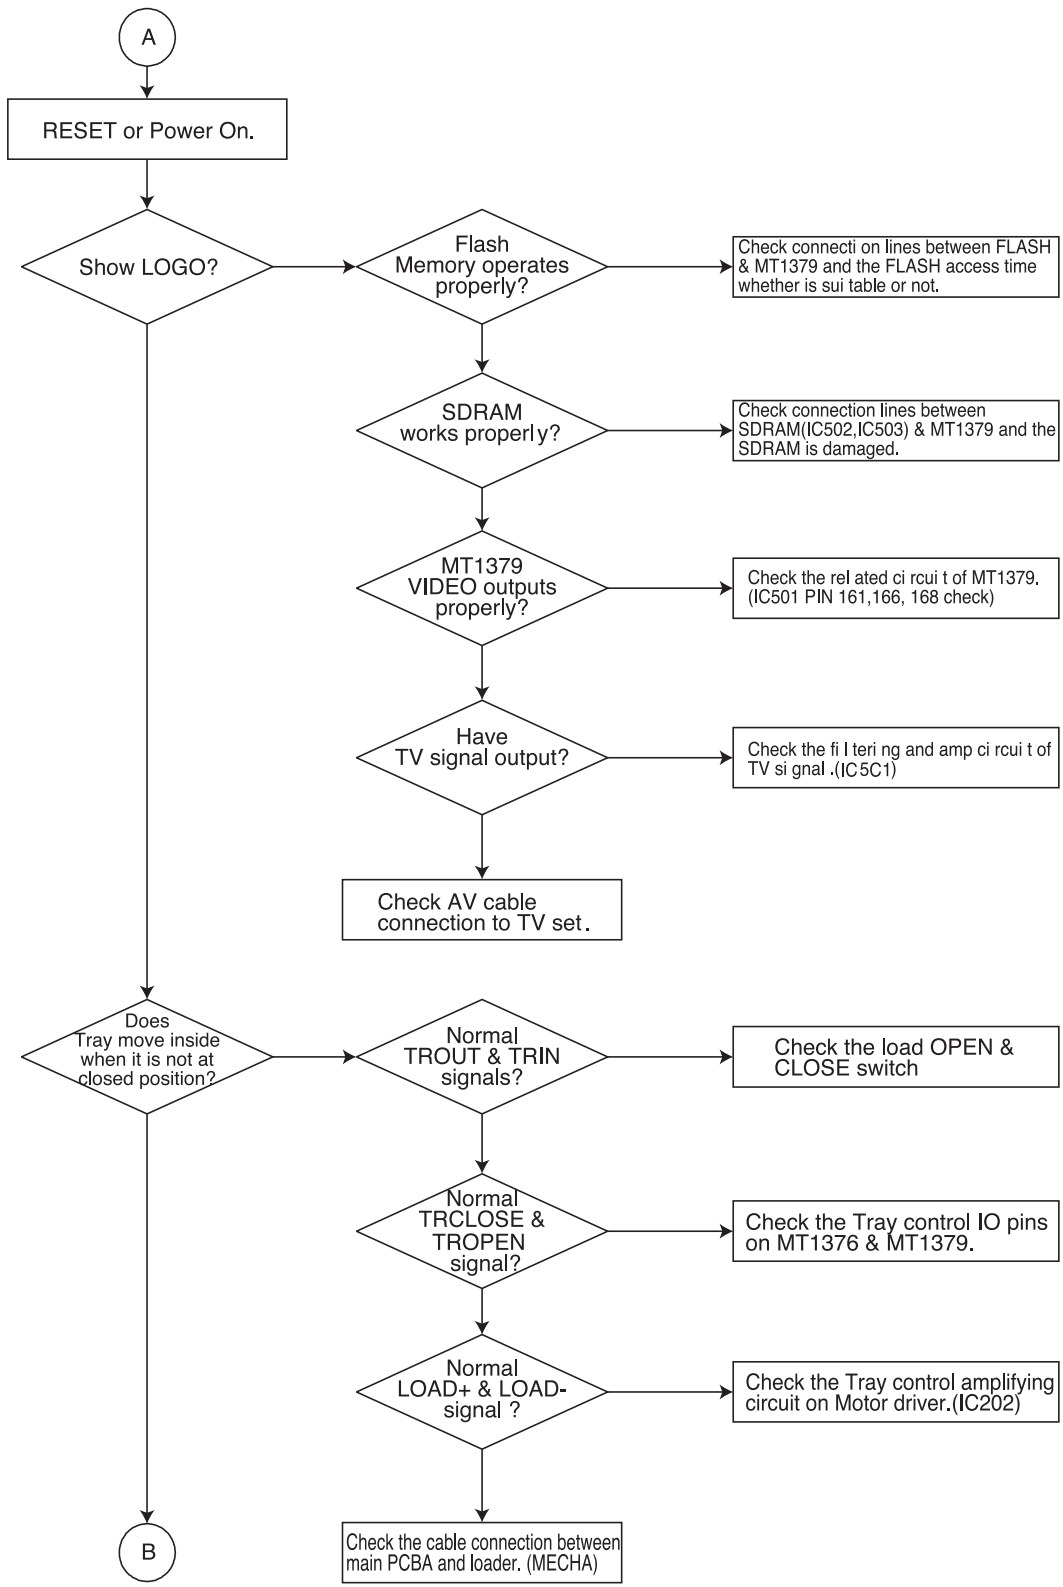 A
RESET or Power On.
Show LOGO?
Flash
Memory operates
properly?
Check connecti on lines between FLASH
& MT1379 and the FLASH access time
whether is sui table or not.
SDRAM
works properly?
Check connection lines between
SDRAM(IC502,IC503) & MT1379 and the
SDRAM is damaged.
MT1379
VIDEO outputs
properly?
Check the rel ated ci rcui t of MT1379.
(IC501 PIN 161,166, 168 check)
Have
TV signal output?
Check the fi l teri ng and amp ci rcui t of
TV si gnal .(IC5C1)
Check AV cable
connection to TV set.
Does
Tray move inside
when it is not at
closed position?
Normal
TROUT & TRIN
signals?
Check the load OPEN &
CLOSE switch
Normal
TRCLOSE &
TROPEN
signal?
Check the Tray control IO pins
on MT1376 & MT1379.
Normal
LOAD+ & LOAD-
signal ?
Check the Tray control amplifying
circuit on Motor driver.(IC202)
Check the cable connection between
main PCBA and loader. (MECHA)
B